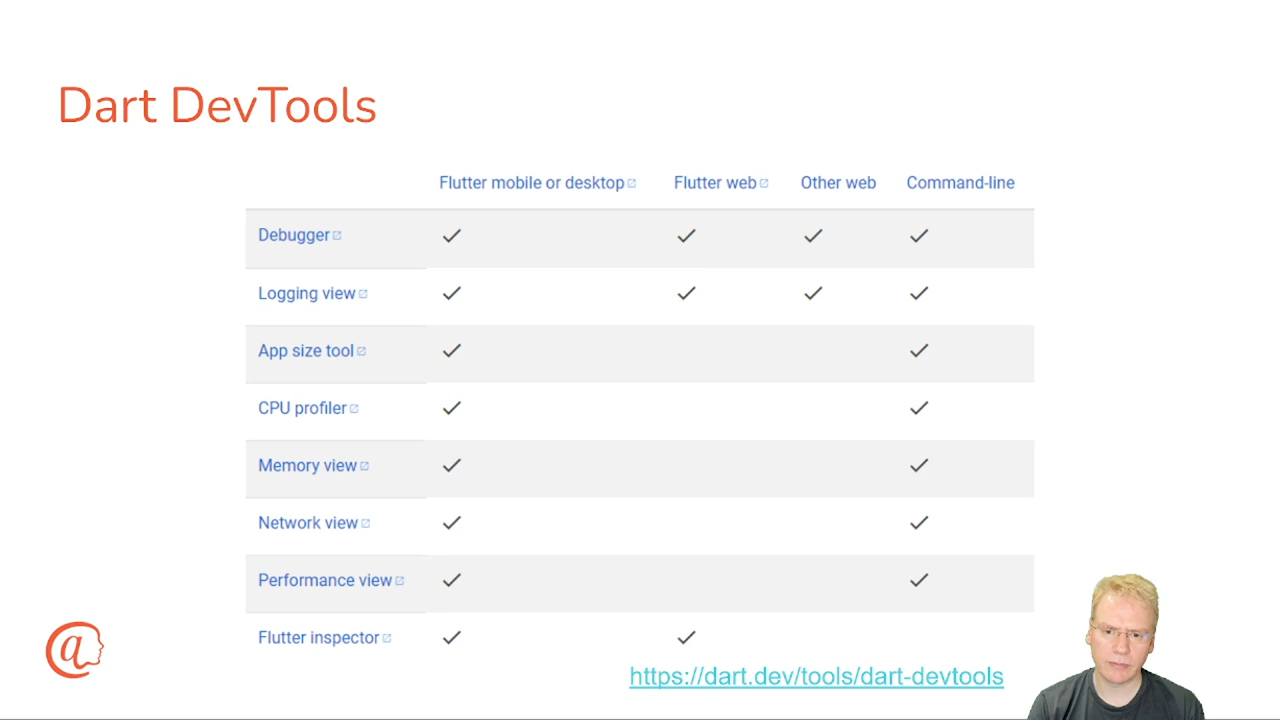 Dart DevTools
Flutter mobile or desktop Flutter web Other web Command-line
Debugger ✓ ✓ ✓ ✓
Logging view ✓ ✓ ✓ ✓
App size tool ✓ ✓
CPU profiler ✓ ✓
Memory view ✓ ✓
Network view ✓ ✓
Performance view ✓ ✓
Flutter inspector ✓ ✓
https://dart.dev/tools/dart-devtools